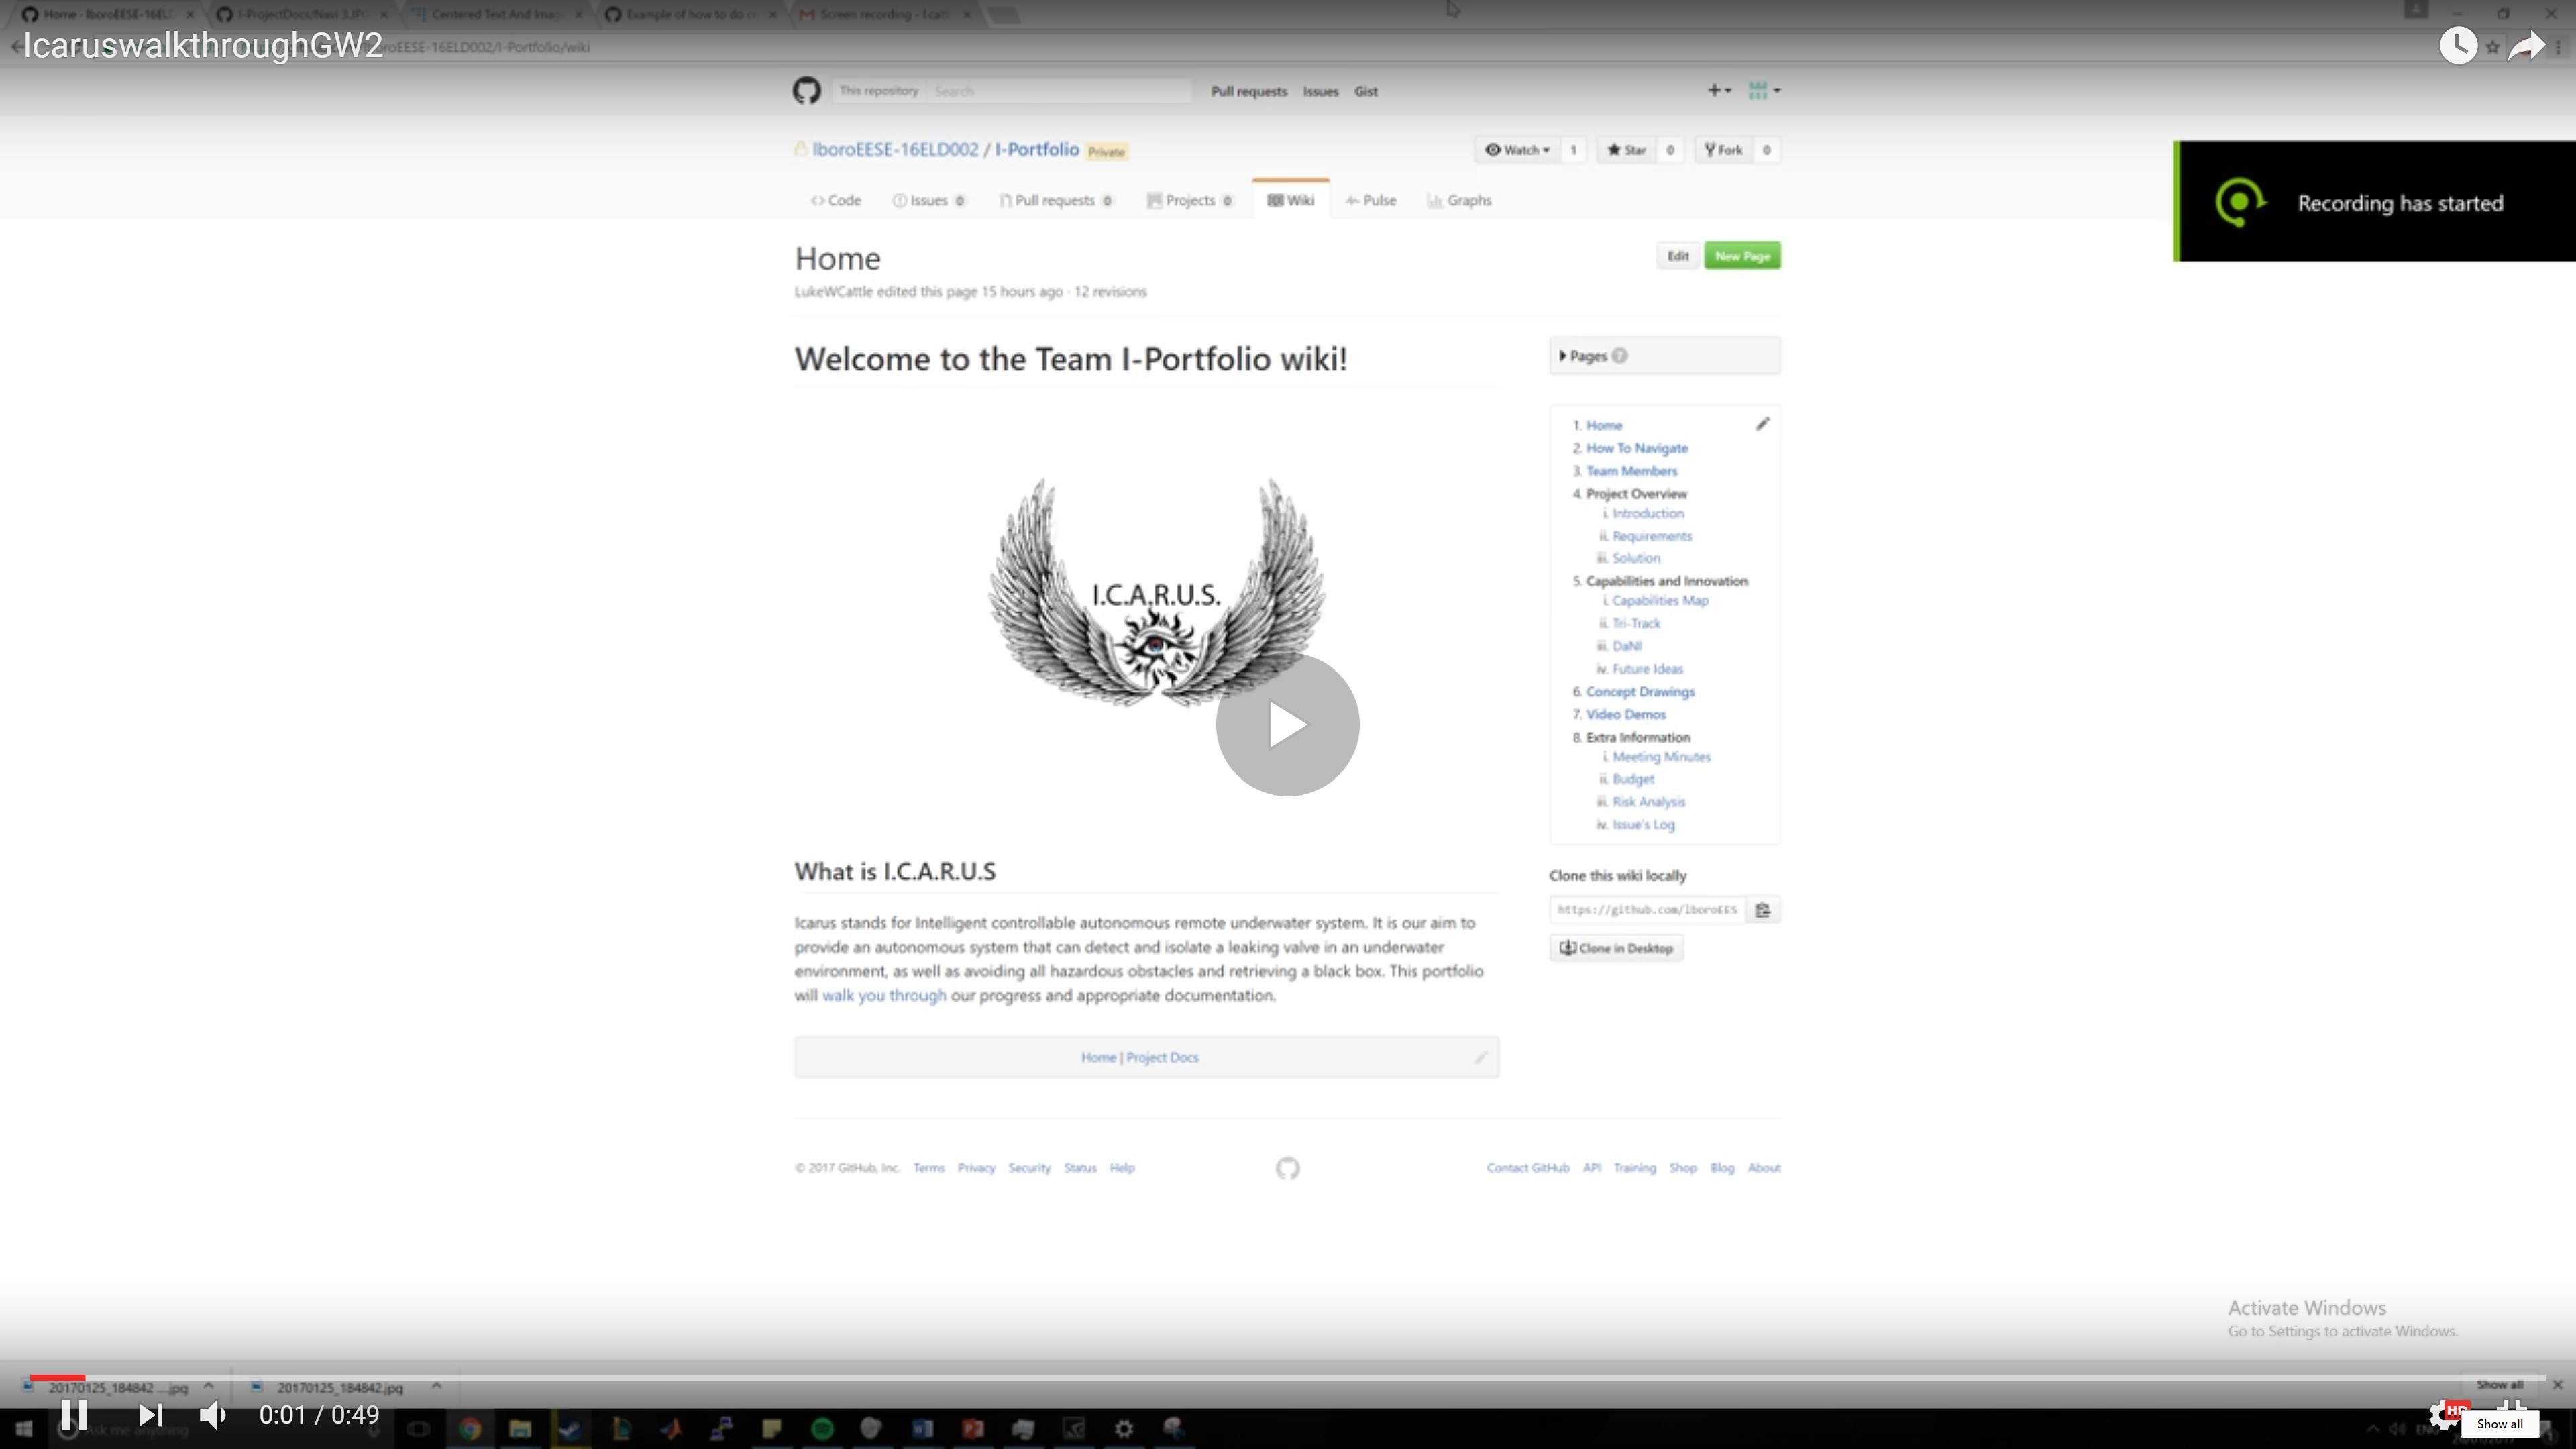 Home - lboroEESE-16ELD
I-ProjectDocs/Navi 3.JPG
Centered Text And Imag
Example of how to do ce
Screen recording - Lcatt
IcaruswalkthroughGW2
oroEESE-16ELD002/I-Portfolio/wiki
This repository
Search
Pull requests Issues Gist
lboroEESE-16ELD002 / I-Portfolio Private
Watch 1
Star 0
Fork 0
Recording has started
Code
Issues 0
Pull requests 0
Projects 0
Wiki
Pulse
Graphs
Home
Edit
New Page
LukeWCattle edited this page 15 hours ago · 12 revisions
Welcome to the Team I-Portfolio wiki!
Pages 7
I.C.A.R.U.S.
1. Home
2. How To Navigate
3. Team Members
4. Project Overview
i. Introduction
ii. Requirements
iii. Solution
5. Capabilities and Innovation
i. Capabilities Map
ii. Tri-Track
iii. DaNI
iv. Future Ideas
6. Concept Drawings
7. Video Demos
8. Extra Information
i. Meeting Minutes
ii. Budget
iii. Risk Analysis
iv. Issue's Log
What is I.C.A.R.U.S
Icarus stands for Intelligent controllable autonomous remote underwater system. It is our aim to
provide an autonomous system that can detect and isolate a leaking valve in an underwater
environment, as well as avoiding all hazardous obstacles and retrieving a black box. This portfolio
will walk you through our progress and appropriate documentation.
Clone this wiki locally
https://github.com/lboroEES
Clone in Desktop
Home | Project Docs
© 2017 GitHub, Inc. Terms Privacy Security Status Help
Contact GitHub API Training Shop Blog About
Activate Windows
Go to Settings to activate Windows.
20170125_184842 ....jpg
20170125_184842.jpg
Show all
0:01 / 0:49
HD
Show all
Ask me anything
ENG